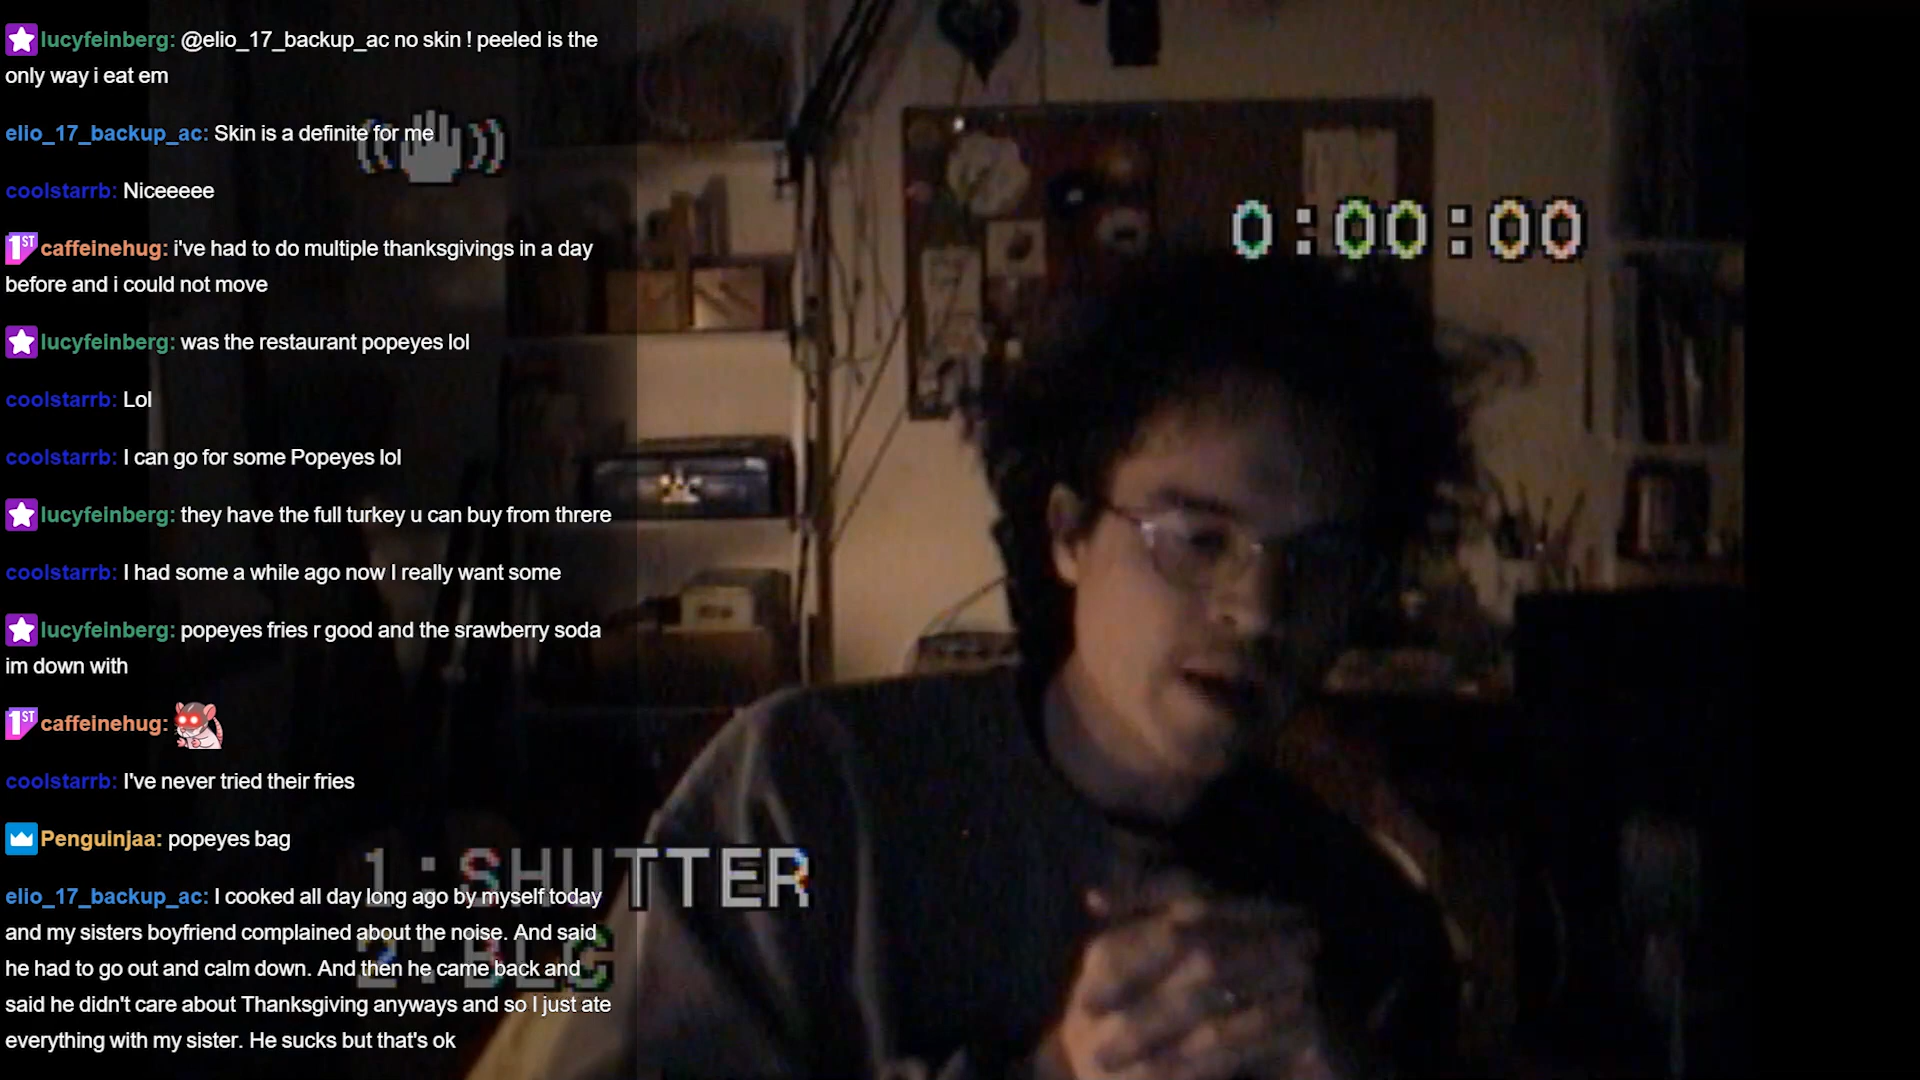 lucyfeinberg: @elio_17_backup_ac no skin ! peeled is the
only way i eat em
elio_17_backup_ac: Skin is a definite for me
coolstarrb: Niceeeee
0:00:00
1ST caffeinehug: i've had to do multiple thanksgivings in a day
before and i could not move
lucyfeinberg: was the restaurant popeyes lol
coolstarrb: Lol
coolstarrb: I can go for some Popeyes lol
lucyfeinberg: they have the full turkey u can buy from threre
coolstarrb: I had some a while ago now I really want some
lucyfeinberg: popeyes fries r good and the srawberry soda
im down with
1ST caffeinehug:
coolstarrb: I've never tried their fries
Penguinjaa: popeyes bag
1:SHUTTER
elio_17_backup_ac: I cooked all day long ago by myself today
and my sisters boyfriend complained about the noise. And said
2:BLC
he had to go out and calm down. And then he came back and
said he didn't care about Thanksgiving anyways and so I just ate
everything with my sister. He sucks but that's ok